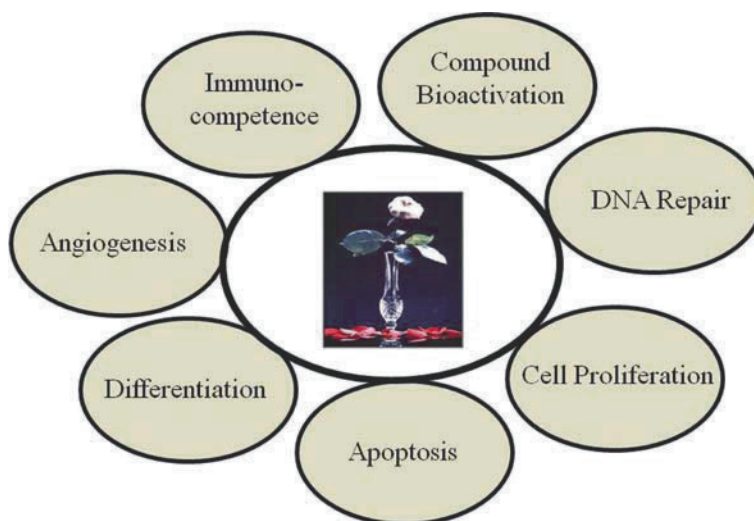 Immuno-
competence
Compound
Bioactivation
DNA Repair
Cell Proliferation
Apoptosis
Differentiation
Angiogenesis